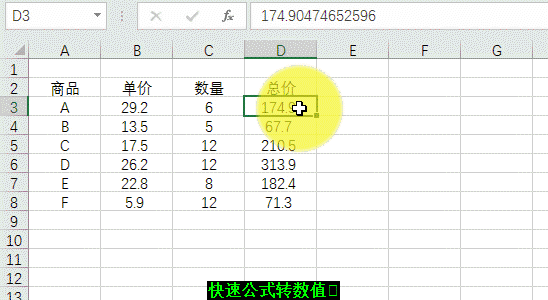 D3 174.90474652596
A B C D E F G
1
2 商品 单价 数量 总价
3 A 29.2 6 174.9
4 B 13.5 5 67.7
5 C 17.5 12 210.5
6 D 26.2 12 313.9
7 E 22.8 8 182.4
8 F 5.9 12 71.3
9
10
11
12
13
快速公式转数值